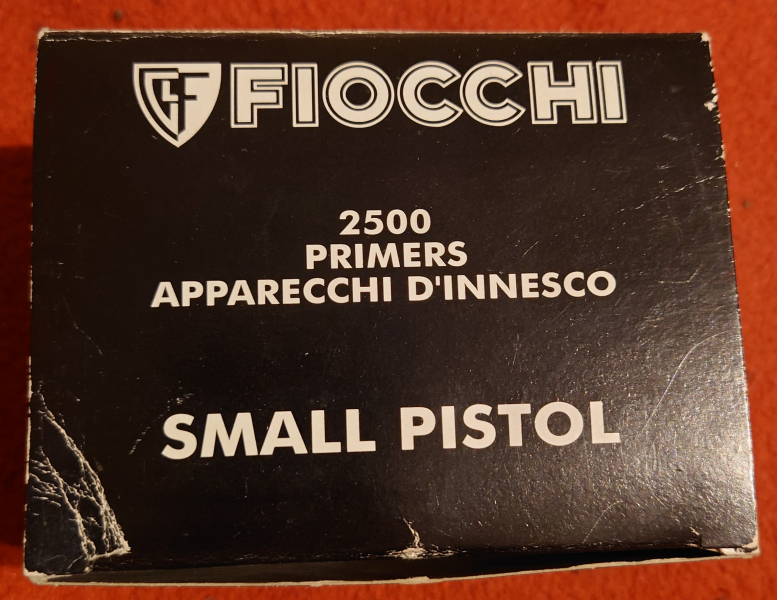 GF FIOCCHI
2500
PRIMERS
APPARECCHI D'INNESCO
SMALL PISTOL